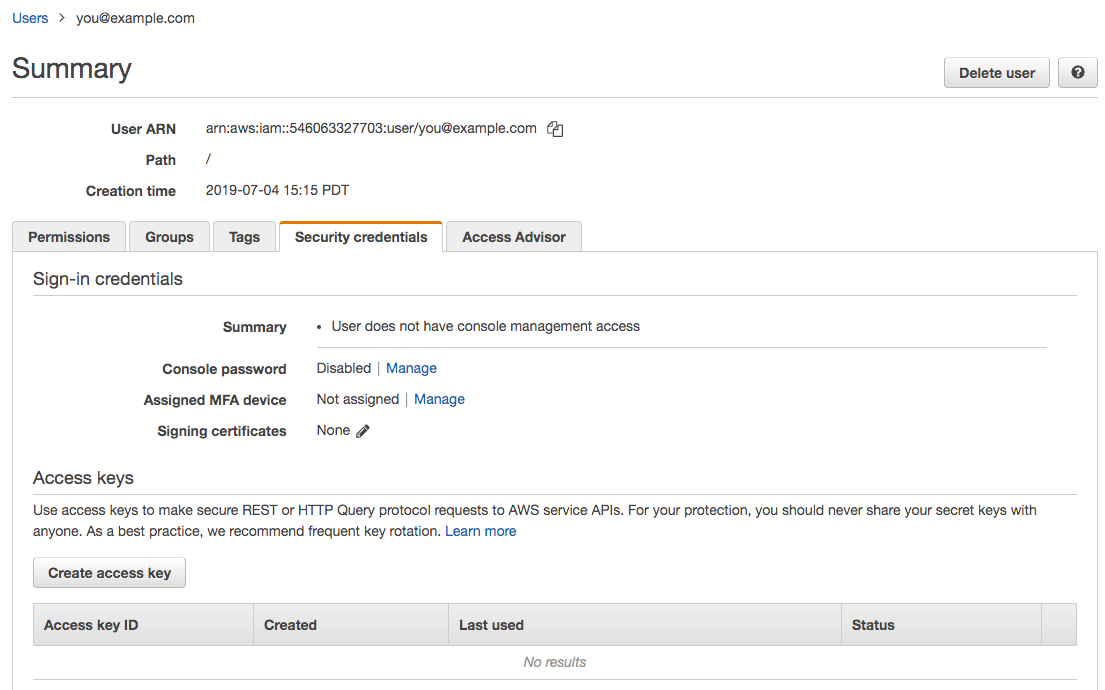 Users > you@example.com
Summary
Delete user
?
User ARN arn:aws:iam::546063327703:user/you@example.com
Path /
Creation time 2019-07-04 15:15 PDT
Permissions Groups Tags Security credentials Access Advisor
Sign-in credentials
Summary • User does not have console management access
Console password Disabled | Manage
Assigned MFA device Not assigned | Manage
Signing certificates None
Access keys
Use access keys to make secure REST or HTTP Query protocol requests to AWS service APIs. For your protection, you should never share your secret keys with
anyone. As a best practice, we recommend frequent key rotation. Learn more
Create access key
Access key ID Created Last used Status
No results